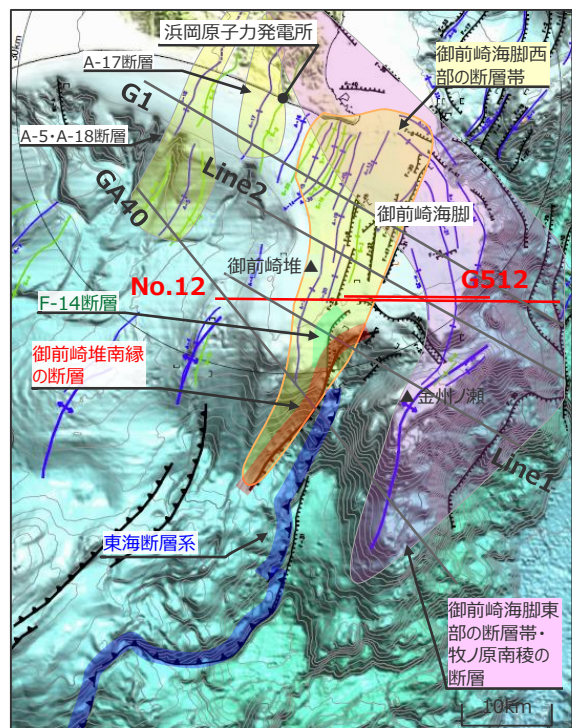 30km
浜岡原子力発電所
A-17断層
御前崎海脚西
部の断層帯
G1
A-5・A-18断層
Line2
GA40
御前崎海脚
御前崎堆
No.12
G512
F-14断層
御前崎堆南縁
の断層
金州ノ瀬
Line1
東海断層系
御前崎海脚東
部の断層帯・
牧ノ原南稜の
断層
10km